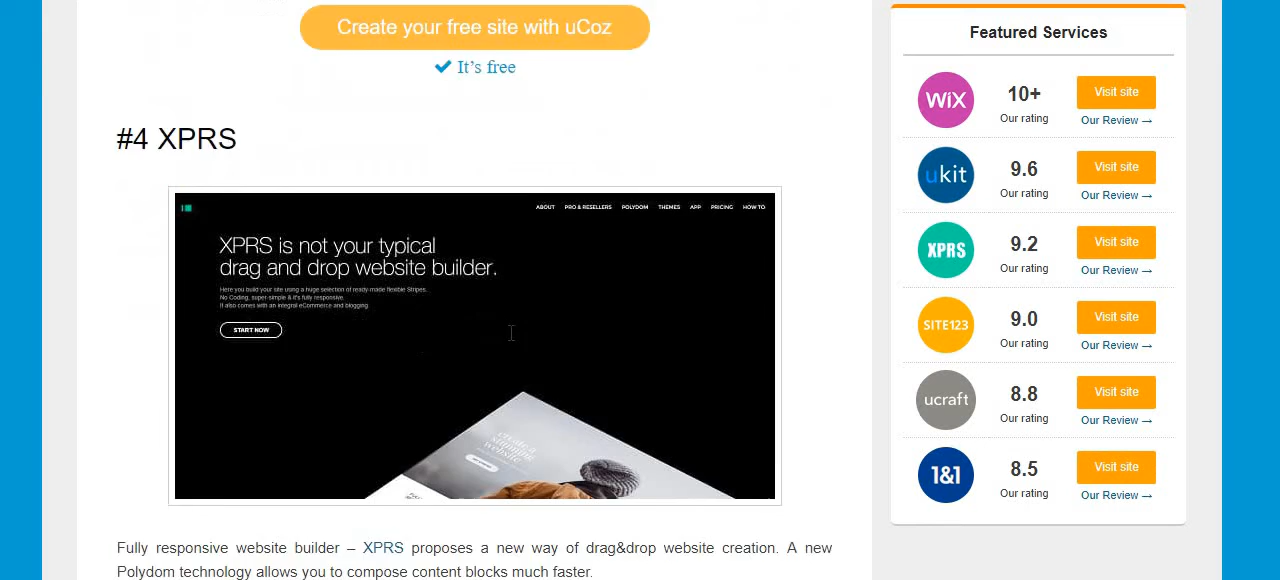 Create your free site with uCoz
It's free
#4 XPRS
ABOUT PRO & RESELLERS POLYDOM THEMES APP PRICING HOW TO
XPRS is not your typical
drag and drop website builder.
Here you build your site using a huge selection of ready-made flexible Stripes.
No Coding, super-simple & it's fully responsive.
It also comes with an integral eCommerce and blogging.
START NOW
create a
stunning
website
Fully responsive website builder – XPRS proposes a new way of drag&drop website creation. A new
Polydom technology allows you to compose content blocks much faster.
Featured Services
WiX 10+ Visit site
Our rating Our Review →
ukit 9.6 Visit site
Our rating Our Review →
XPRS 9.2 Visit site
Our rating Our Review →
SITE123 9.0 Visit site
Our rating Our Review →
ucraft 8.8 Visit site
Our rating Our Review →
1&1 8.5 Visit site
Our rating Our Review →